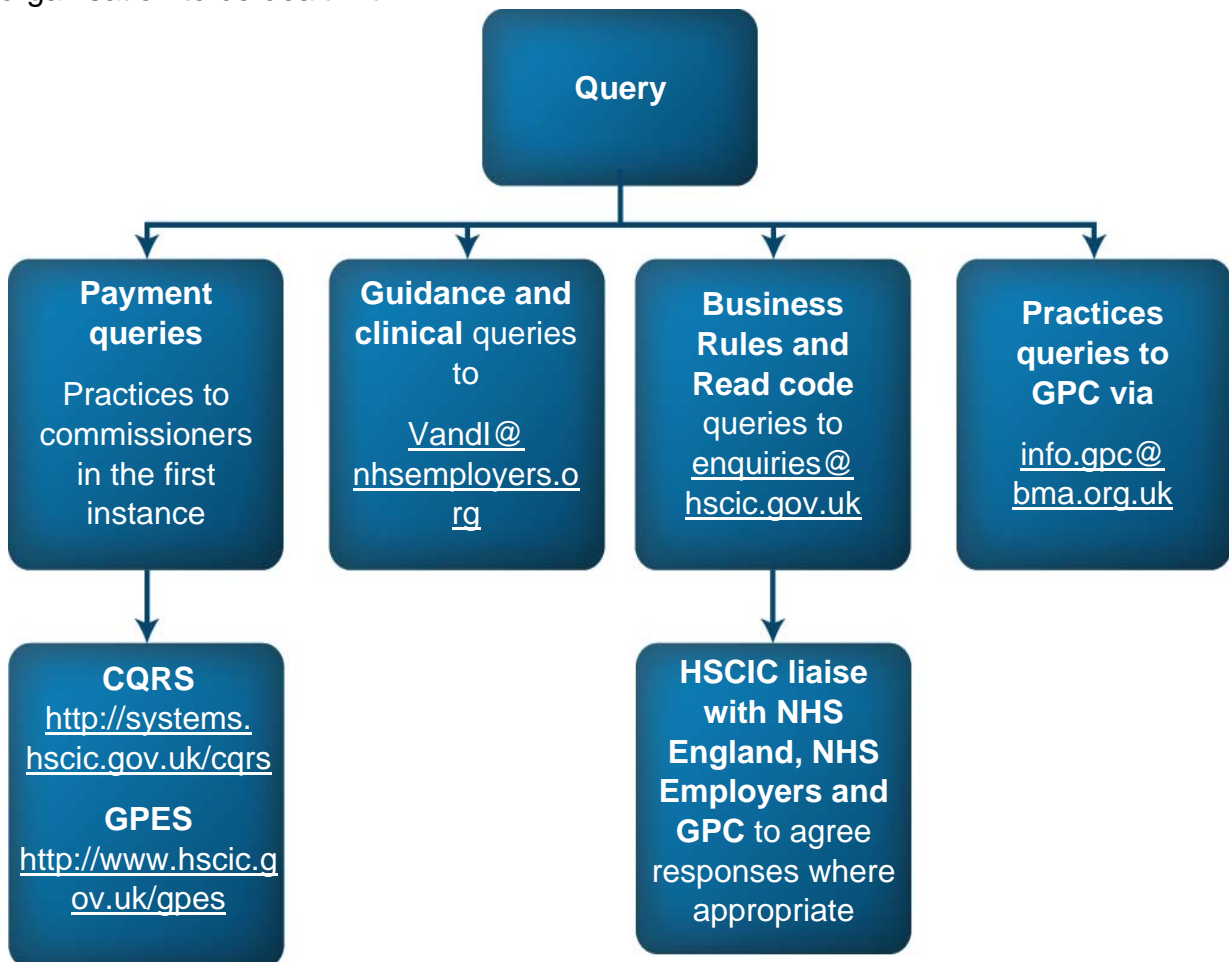 Query
Payment
queries
Practices to
commissioners
in the first
instance
Guidance and
clinical queries
to
VandI@
nhsemployers.o
rg
Business
Rules and
Read code
queries to
enquiries@
hscic.gov.uk
Practices
queries to
GPC via
info.gpc@
bma.org.uk
CQRS
http://systems.
hscic.gov.uk/cqrs
GPES
http://www.hscic.g
ov.uk/gpes
HSCIC liaise
with NHS
England, NHS
Employers and
GPC to agree
responses where
appropriate